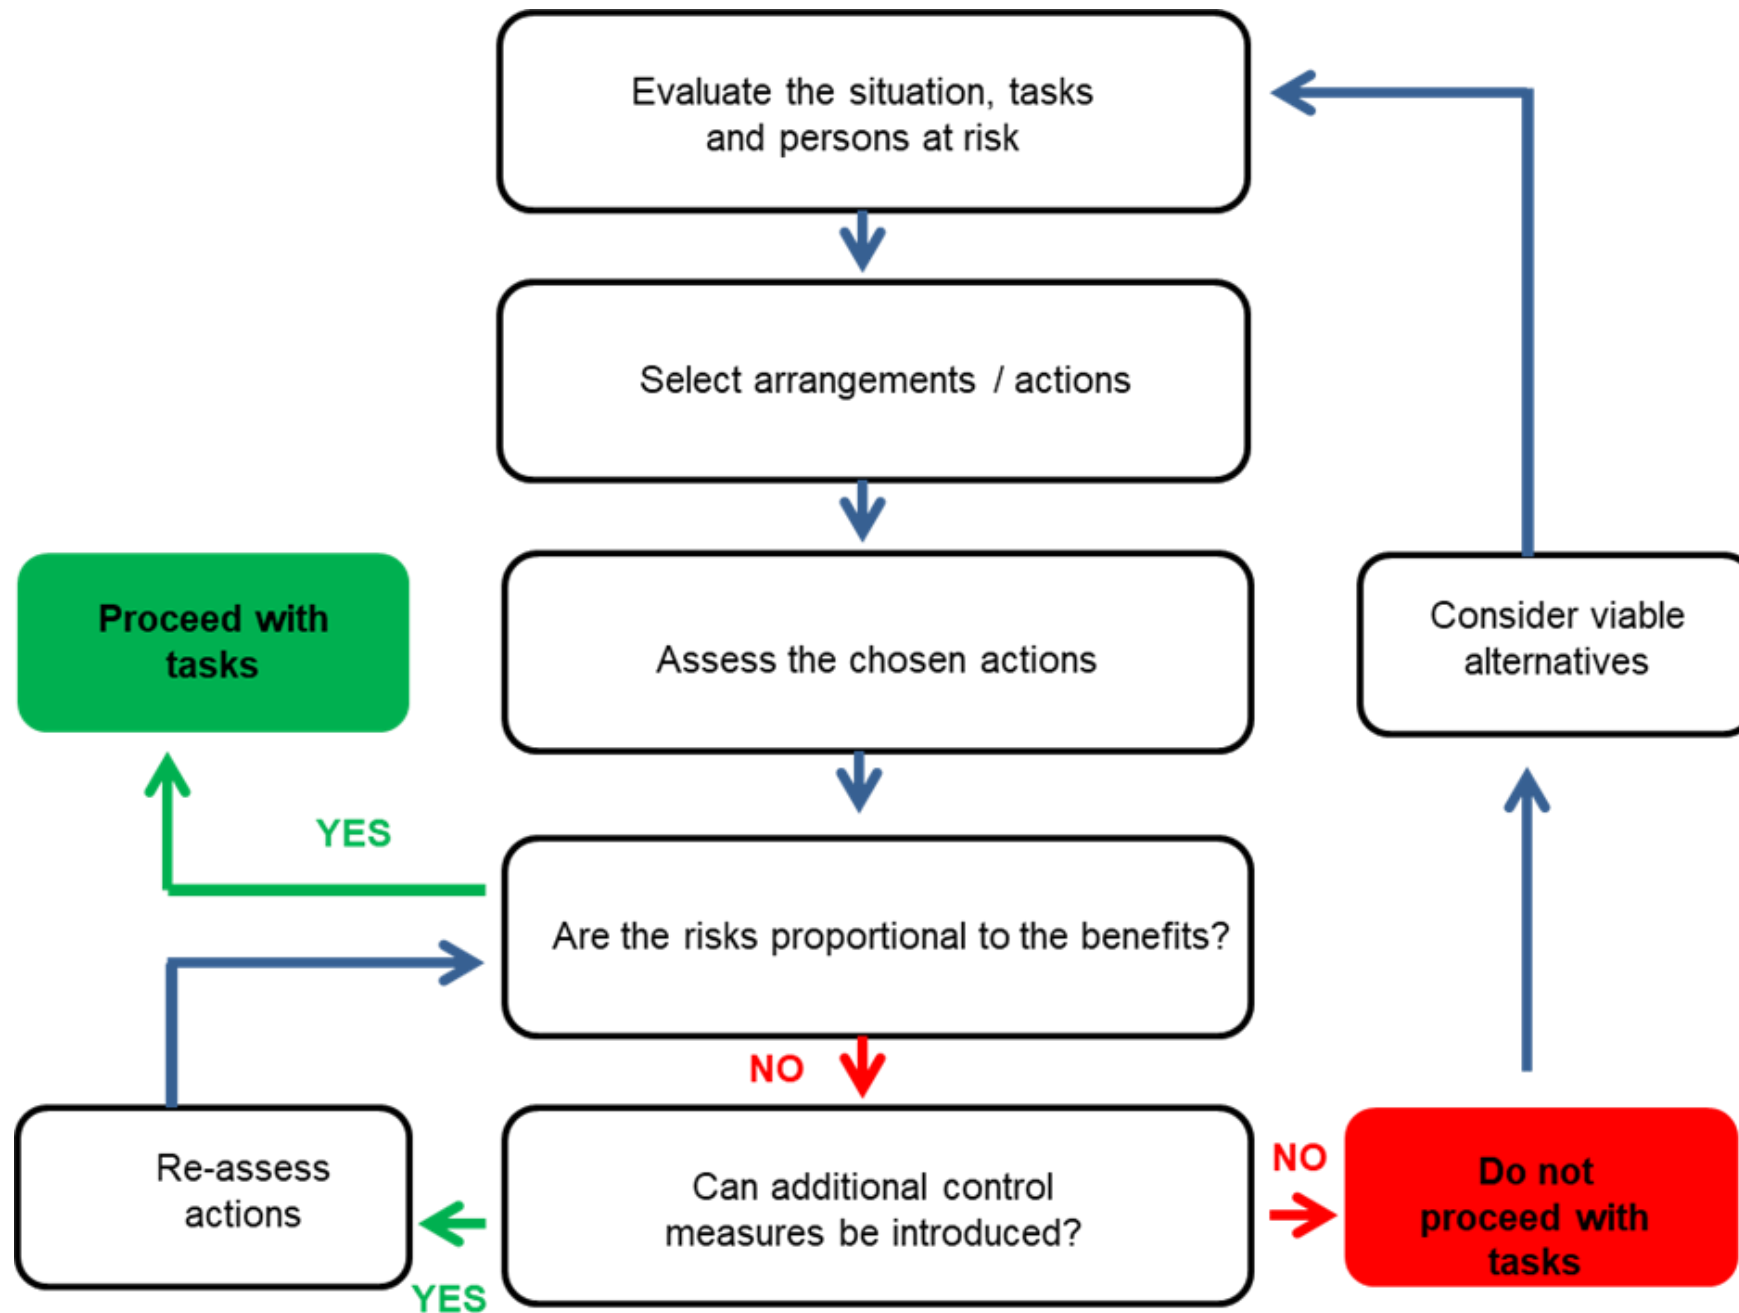 Evaluate the situation, tasks
and persons at risk
Select arrangements / actions
Proceed with
tasks
Assess the chosen actions
Consider viable
alternatives
YES
Are the risks proportional to the benefits?
NO
Re-assess
actions
YES
Can additional control
measures be introduced?
NO
Do not
proceed with
tasks